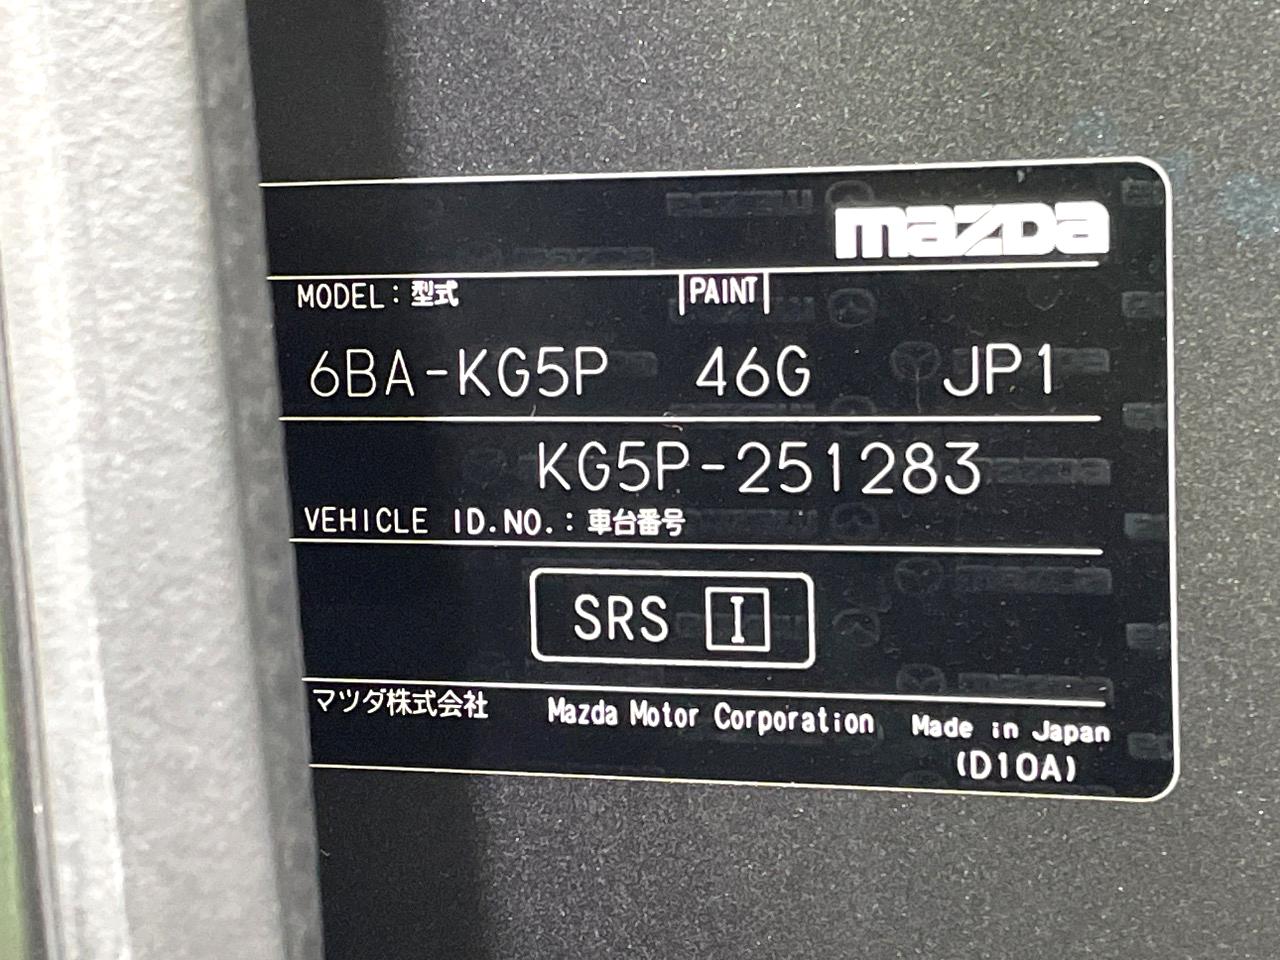 mazda
MODEL: 型式 PAINT
6BA-KG5P 46G JP1
KG5P-251283
VEHICLE ID.NO.: 車台番号
SRS I
マツダ株式会社 Mazda Motor Corporation Made in Japan
(D10A)